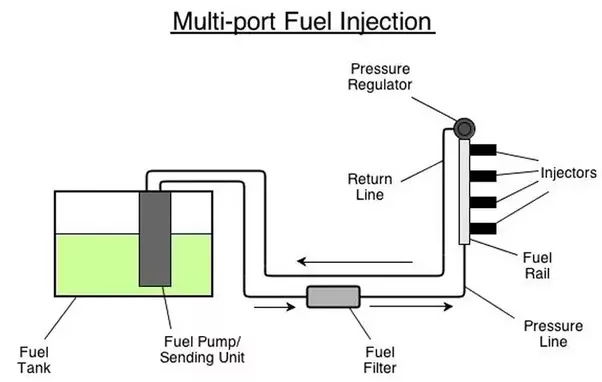 Multi-port Fuel Injection
Pressure
Regulator
Return
Line
Injectors
Fuel
Rail
Pressure
Line
Fuel
Tank
Fuel Pump/
Sending Unit
Fuel
Filter